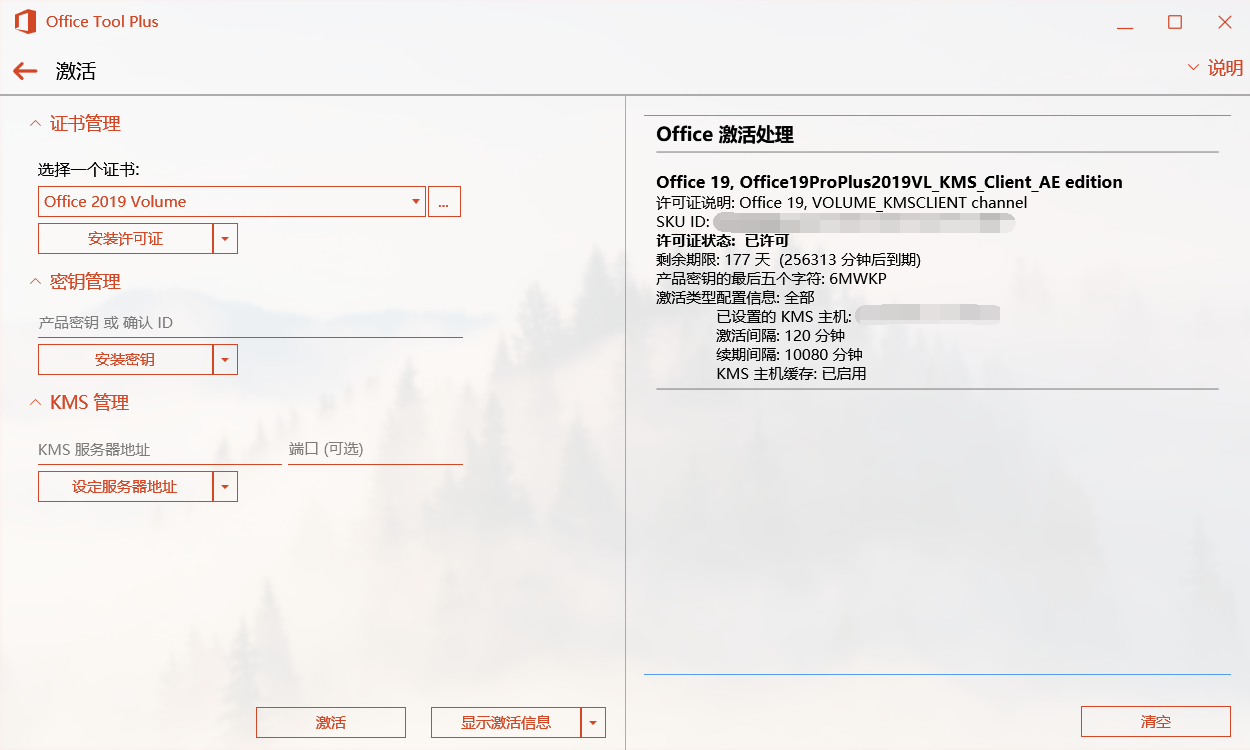 Office Tool Plus
激活
说明
证书管理
选择一个证书:
Office 2019 Volume
...
安装许可证
密钥管理
产品密钥 或 确认 ID
安装密钥
KMS 管理
KMS 服务器地址
端口 (可选)
设定服务器地址
激活
显示激活信息
Office 激活处理
Office 19, Office19ProPlus2019VL_KMS_Client_AE edition
许可证说明: Office 19, VOLUME_KMSCLIENT channel
SKU ID:
许可证状态: 已许可
剩余期限: 177 天 (256313 分钟后到期)
产品密钥的最后五个字符: 6MWKP
激活类型配置信息: 全部
已设置的 KMS 主机:
激活间隔: 120 分钟
续期间隔: 10080 分钟
KMS 主机缓存: 已启用
清空